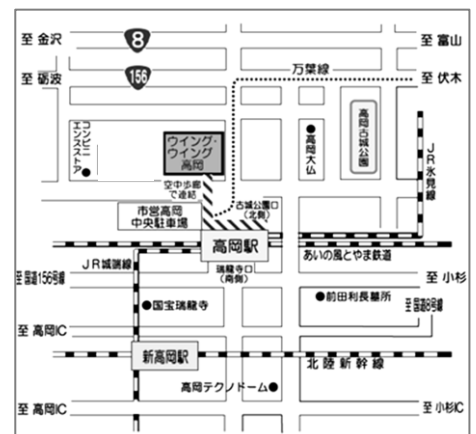 至 金沢
8
至 富山
至 砺波
156
万葉線
至 伏木
コンビニ
エンスストア
ウイング・
ウイング
高岡
高岡大仏
高岡古城公園
JR氷見線
空中歩廊
で連結
古城公園口
(北側)
市営高岡
中央駐車場
高岡駅
あいの風とやま鉄道
JR城端線
瑞龍寺口
(南側)
至 国道156号線
至 小杉
国宝瑞龍寺
前田利長墓所
至 国道8号線
至 高岡IC
新高岡駅
北陸新幹線
高岡テクノドーム
至 高岡IC
至 小杉IC